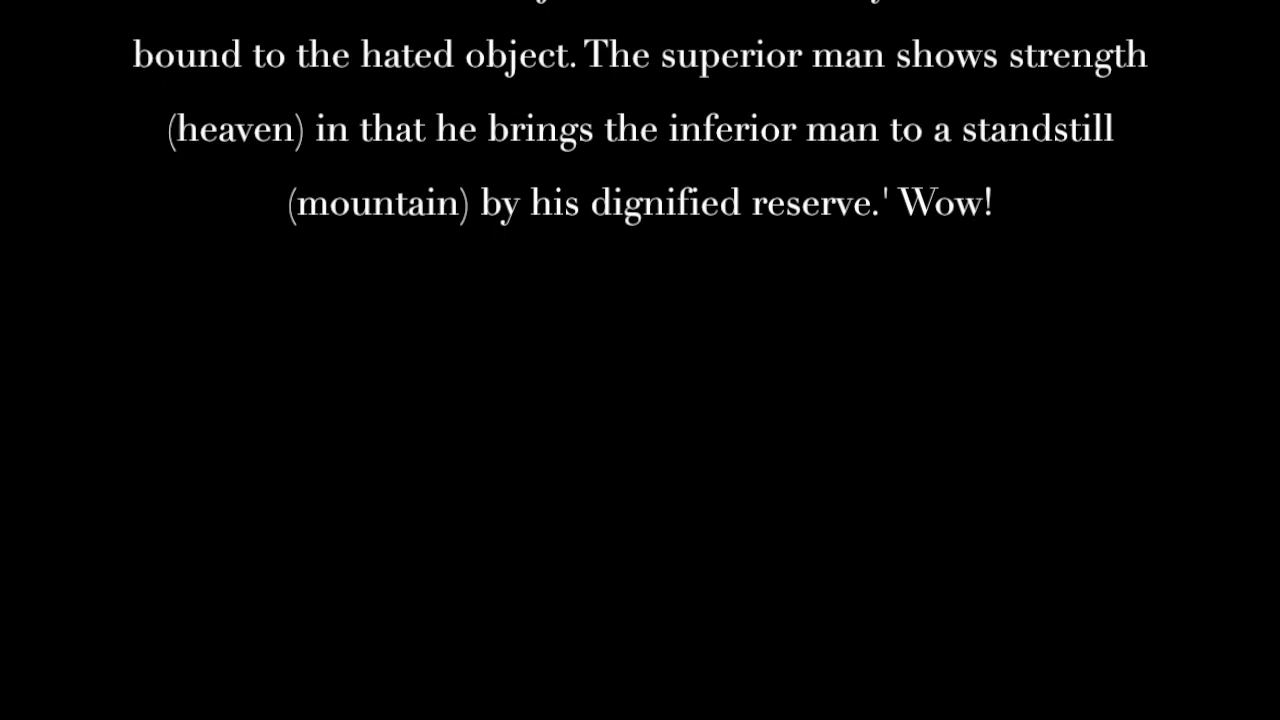 bound to the hated object. The superior man shows strength
(heaven) in that he brings the inferior man to a standstill
(mountain) by his dignified reserve.' Wow!